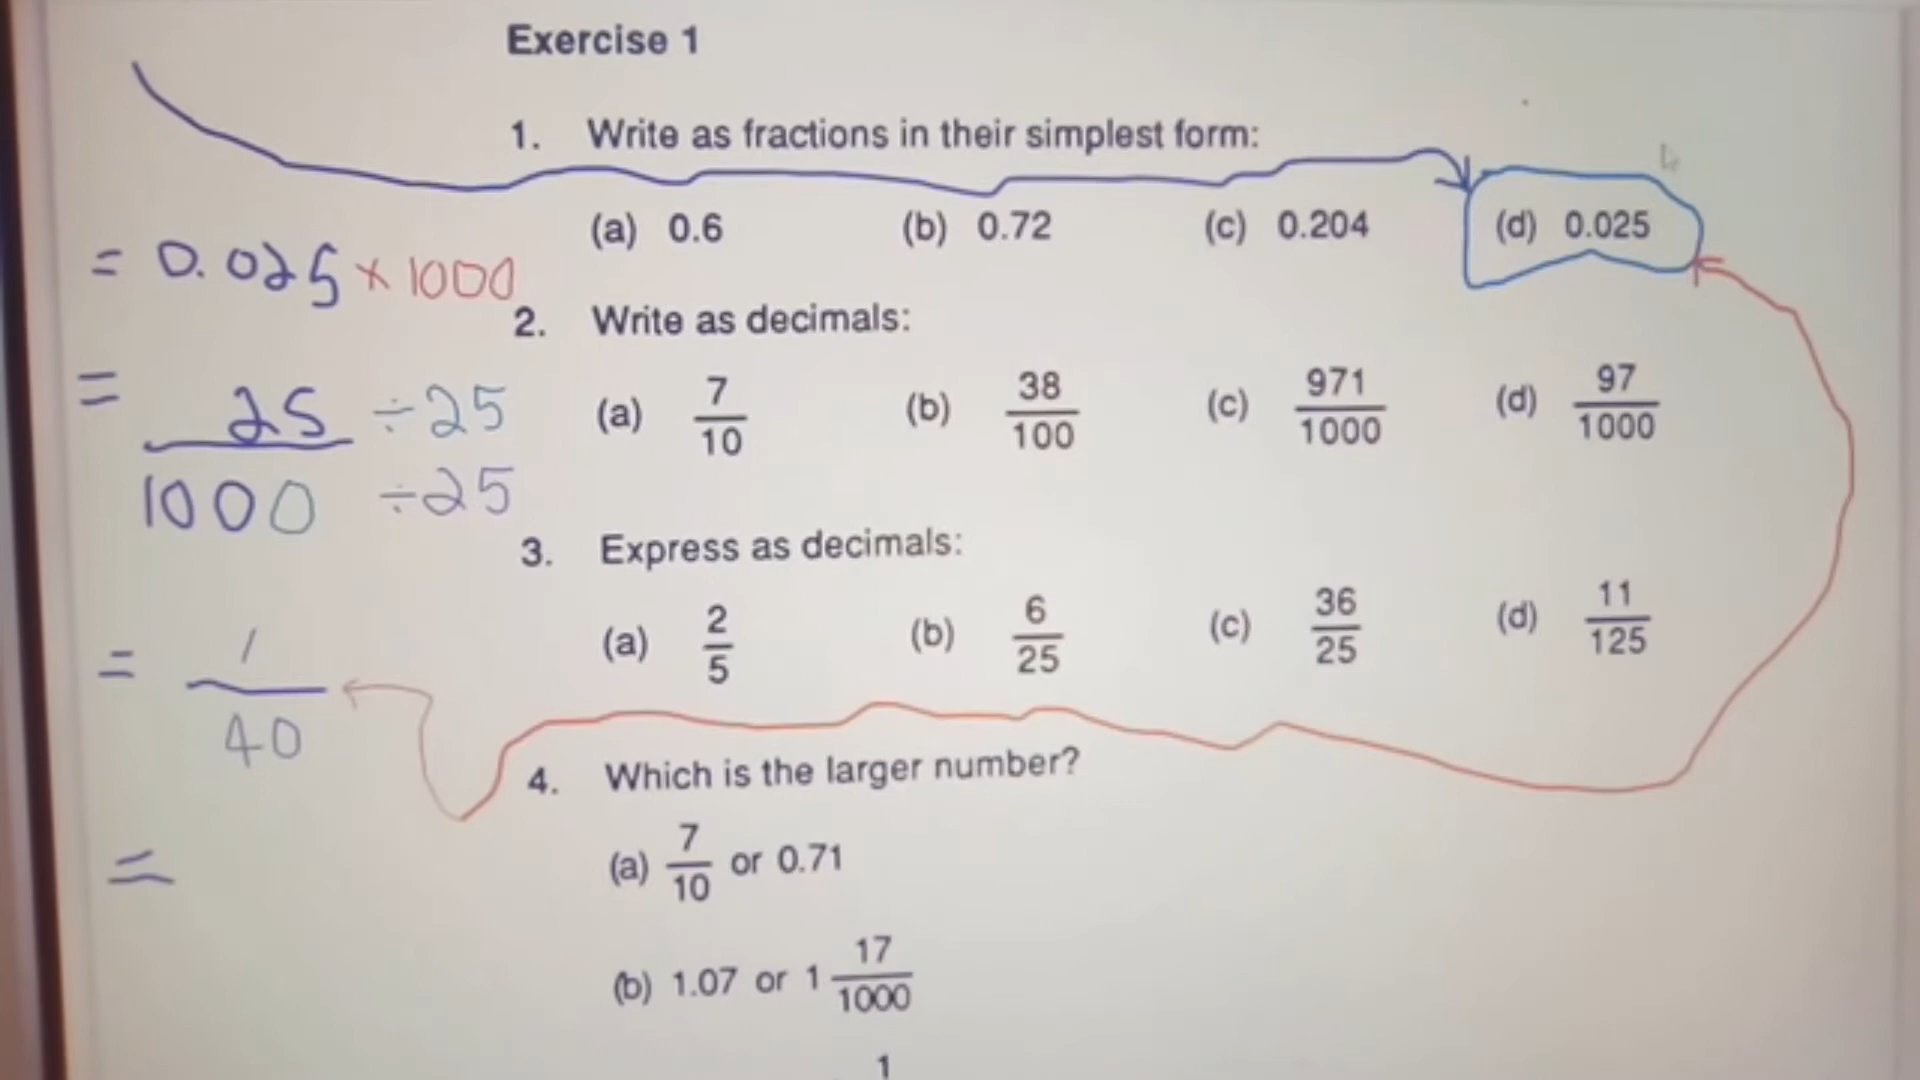 Exercise 1
1. Write as fractions in their simplest form:
(a) 0.6 (b) 0.72 (c) 0.204 (d) 0.025
= 0.025 × 1000
2. Write as decimals:
(a) 7/10 (b) 38/100 (c) 971/1000 (d) 97/1000
= 25 ÷25
1000 ÷25
3. Express as decimals:
(a) 2/5 (b) 6/25 (c) 36/25 (d) 11/125
= 1/40
4. Which is the larger number?
(a) 7/10 or 0.71
=
(b) 1.07 or 1 17/1000
1